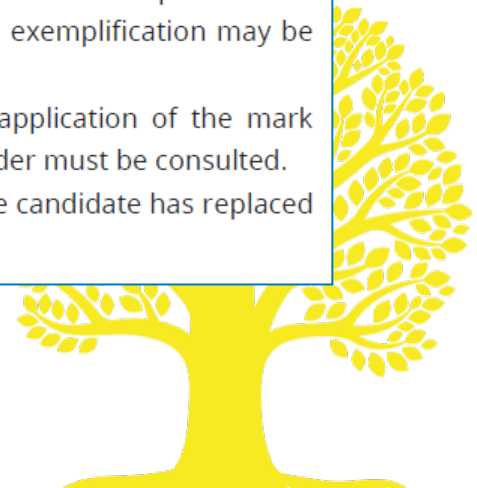 exemplification may be
application of the mark
der must be consulted.
e candidate has replaced